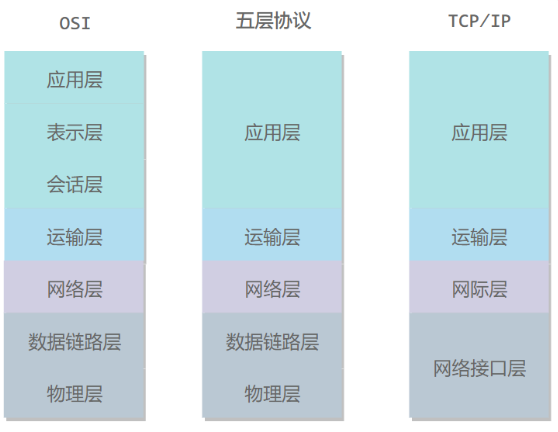 OSI
五层协议
TCP/IP
应用层
表示层
会话层
运输层
网络层
数据链路层
物理层
应用层
运输层
网络层
数据链路层
物理层
应用层
运输层
网际层
网络接口层